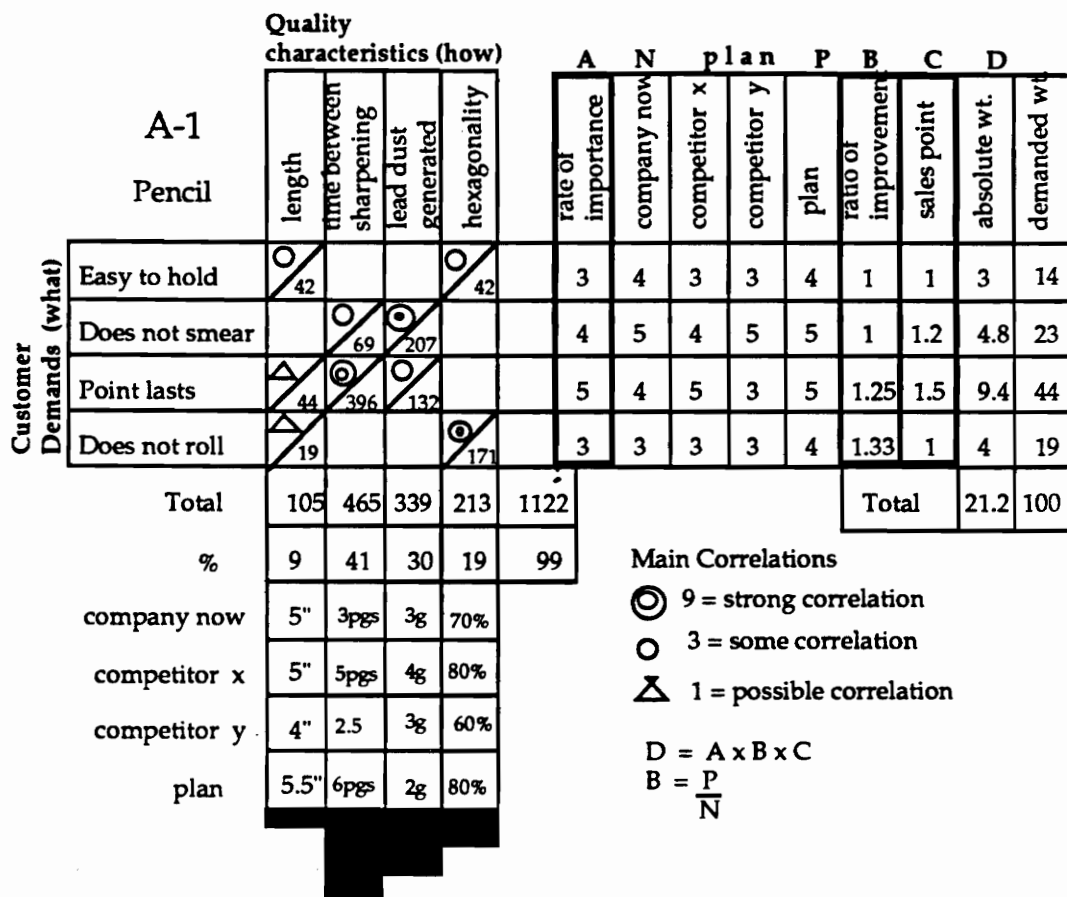 Quality
characteristics (how)
A N plan P B C D
A-1
Pencil
length
time between
sharpening
lead dust
generated
hexagonality
rate of
importance
company now
competitor x
competitor y
plan
ratio of
improvement
sales point
absolute wt.
demanded wt.
Customer
Demands (what)
Easy to hold 42 42 3 4 3 3 4 1 1 3 14
Does not smear 69 207 4 5 4 5 5 1 1.2 4.8 23
Point lasts 44 396 132 5 4 5 3 5 1.25 1.5 9.4 44
Does not roll 19 171 3 3 3 3 4 1.33 1 4 19
Total 105 465 339 213 1122 Total 21.2 100
% 9 41 30 19 99
company now 5" 3pgs 3g 70%
competitor x 5" 5pgs 4g 80%
competitor y 4" 2.5 3g 60%
plan 5.5" 6pgs 2g 80%
Main Correlations
9 = strong correlation
3 = some correlation
1 = possible correlation
D = A x B x C
B = P
N